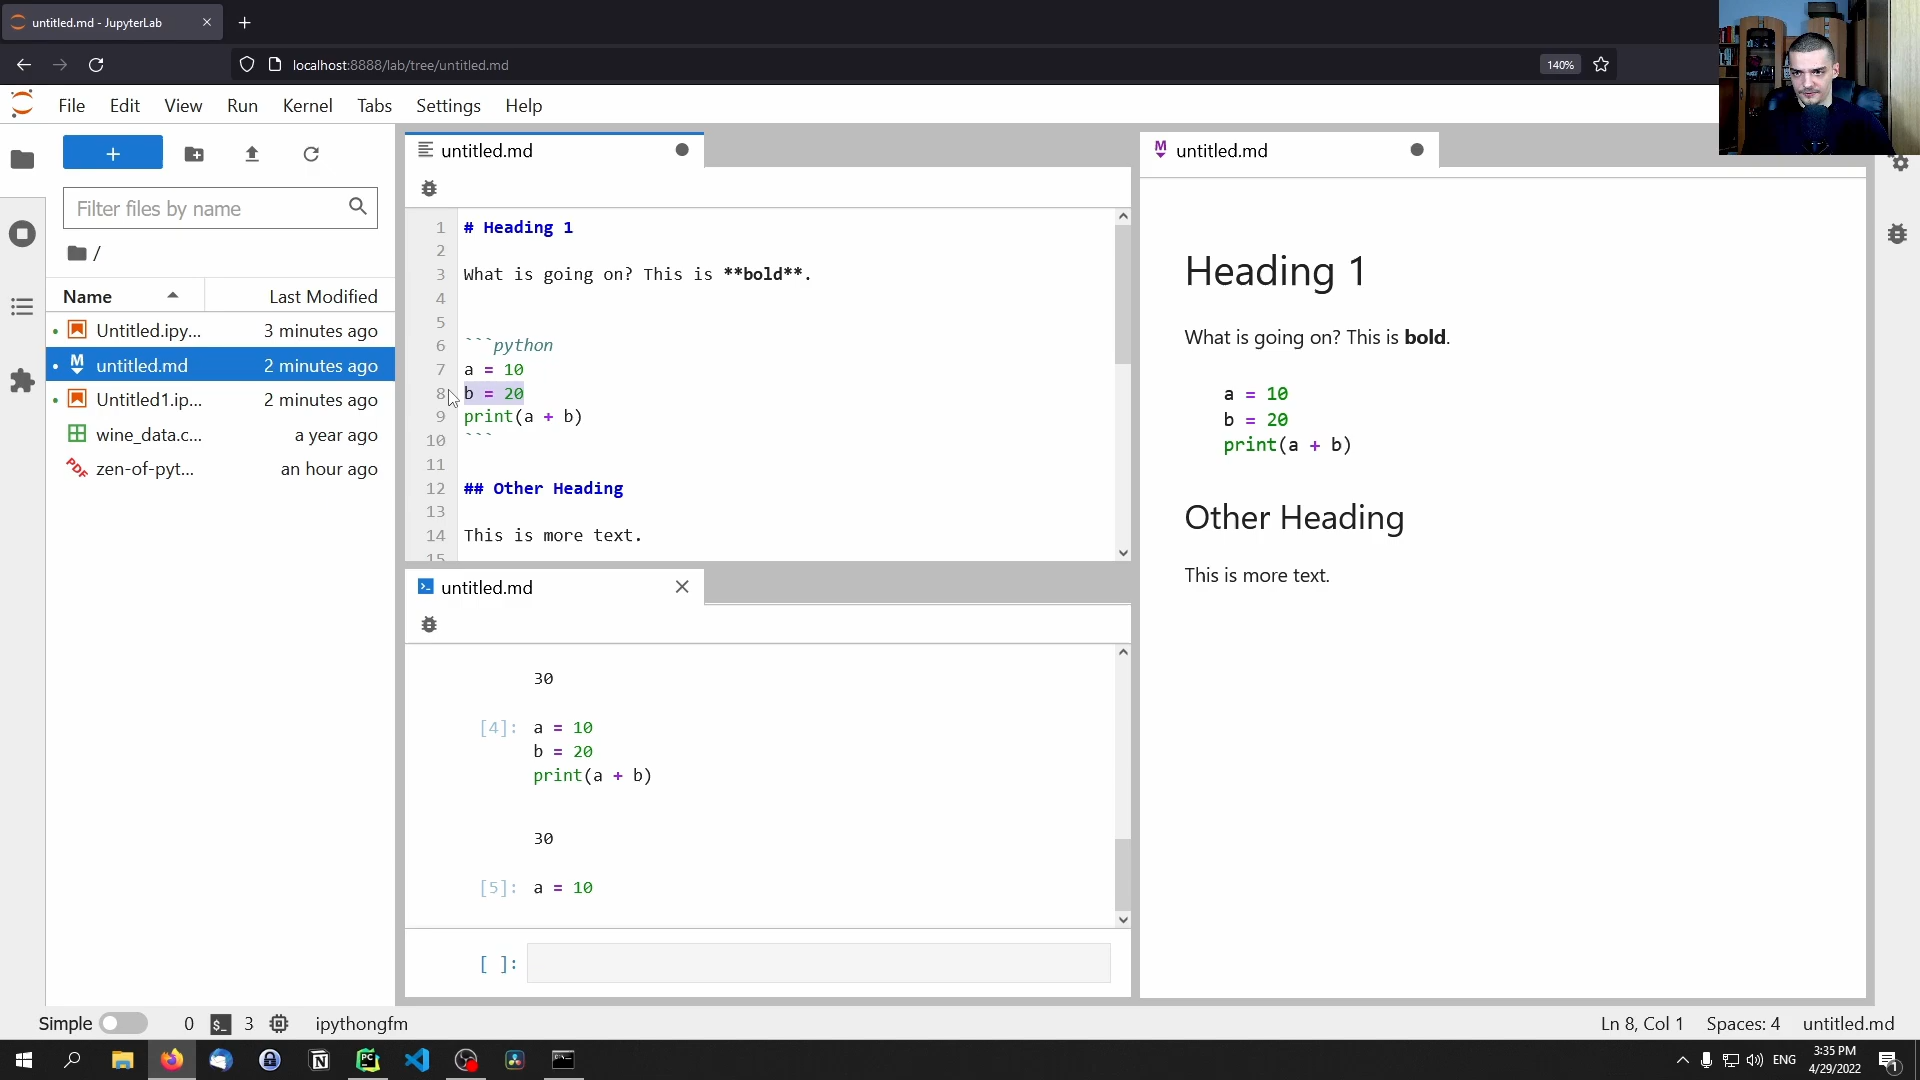 untitled.md - JupyterLab
localhost:8888/lab/tree/untitled.md
140%
File Edit View Run Kernel Tabs Settings Help
Filter files by name
/
Name Last Modified
Untitled.ipy... 3 minutes ago
untitled.md 2 minutes ago
Untitled1.ip... 2 minutes ago
wine_data.c... a year ago
zen-of-pyt... an hour ago
untitled.md
1 # Heading 1
2
3 What is going on? This is **bold**.
4
5
6 ```python
7 a = 10
8 b = 20
9 print(a + b)
10 ```
11
12 ## Other Heading
13
14 This is more text.
15
untitled.md
30
[4]: a = 10
b = 20
print(a + b)
30
[5]: a = 10
[ ]:
untitled.md
Heading 1
What is going on? This is bold.
a = 10
b = 20
print(a + b)
Other Heading
This is more text.
Simple 0 3 ipythongfm Ln 8, Col 1 Spaces: 4 untitled.md
ENG 3:35 PM
4/29/2022
1